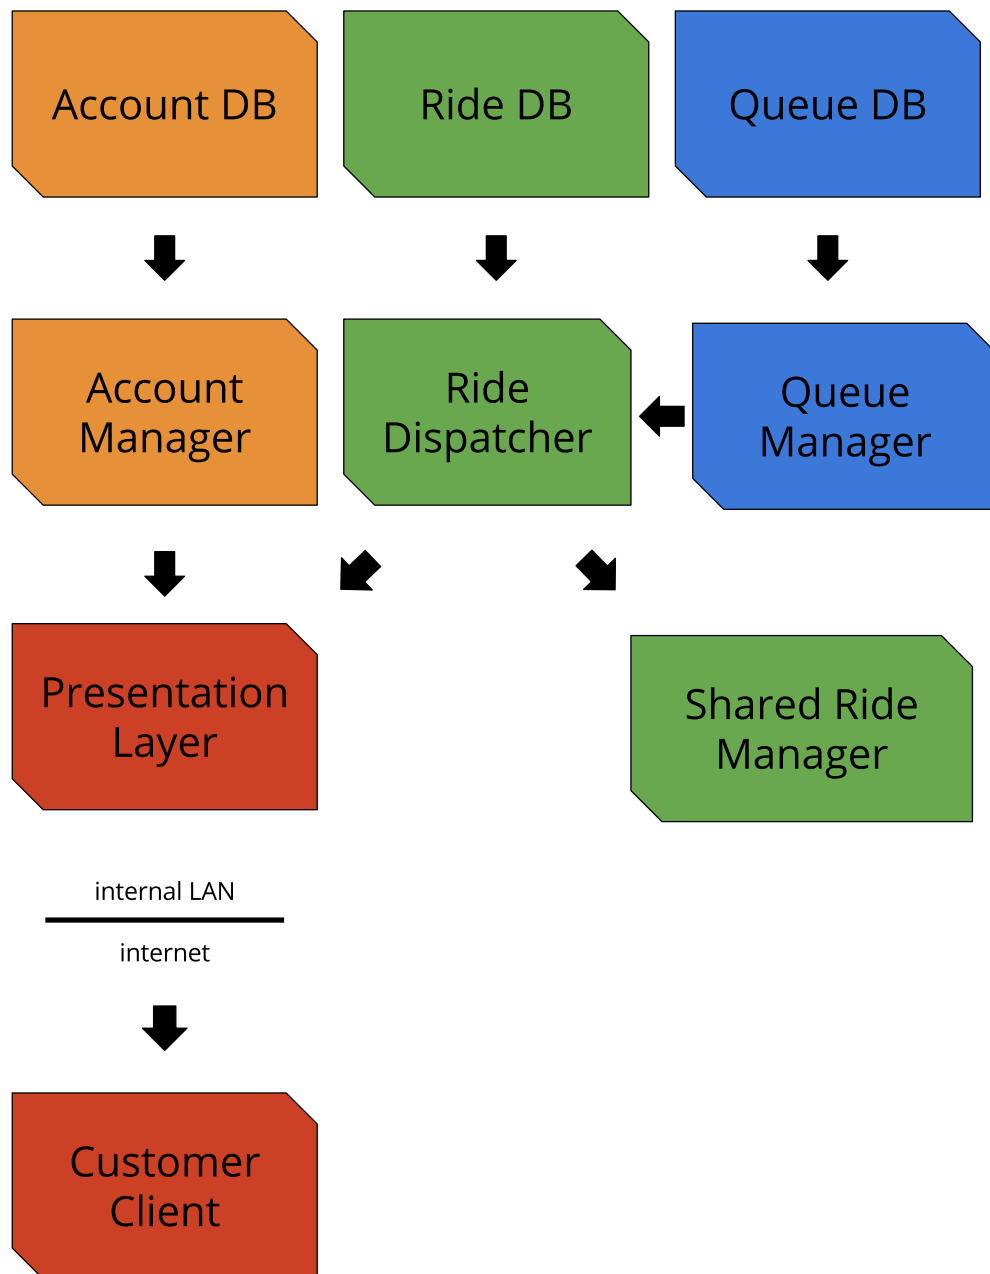 Account DB
Ride DB
Queue DB
Account
Manager
Ride
Dispatcher
Queue
Manager
Presentation
Layer
Shared Ride
Manager
internal LAN
internet
Customer
Client